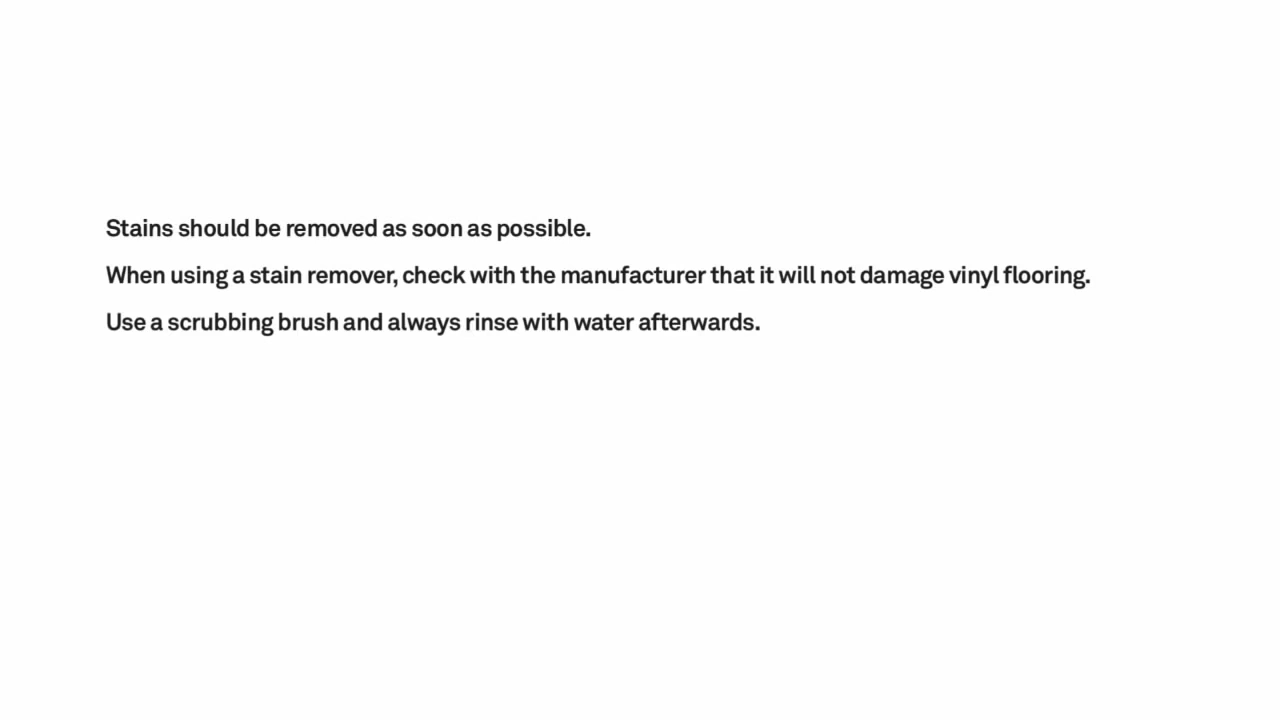 Stains should be removed as soon as possible.
When using a stain remover, check with the manufacturer that it will not damage vinyl flooring.
Use a scrubbing brush and always rinse with water afterwards.